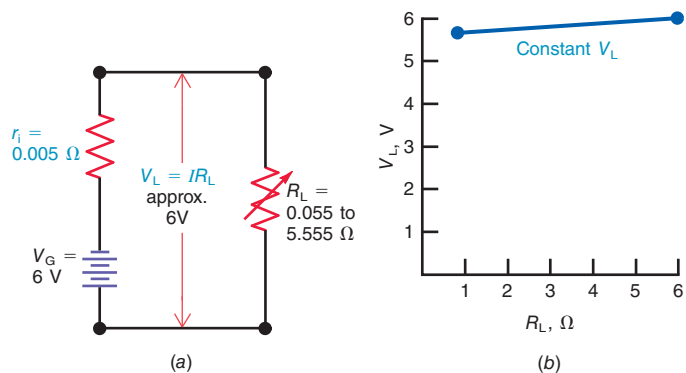 r_i =
0.005 Ω
V_G =
6 V
V_L = IR_L
approx.
6V
R_L =
0.055 to
5.555 Ω
(a)
V_L, V
6
5
4
3
2
1
Constant V_L
1 2 3 4 5 6
R_L, Ω
(b)